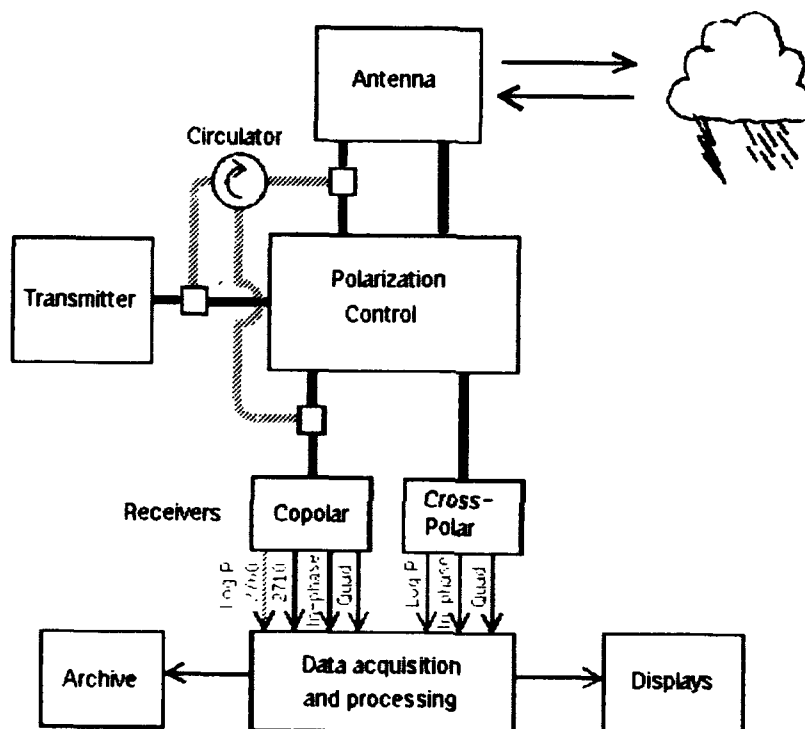 Antenna
Circulator
Transmitter
Polarization
Control
Receivers
Copolar
Cross-
Polar
Log P
2710
In-phase
Quad
Log P
In phase
Quad
Archive
Data acquisition
and processing
Displays